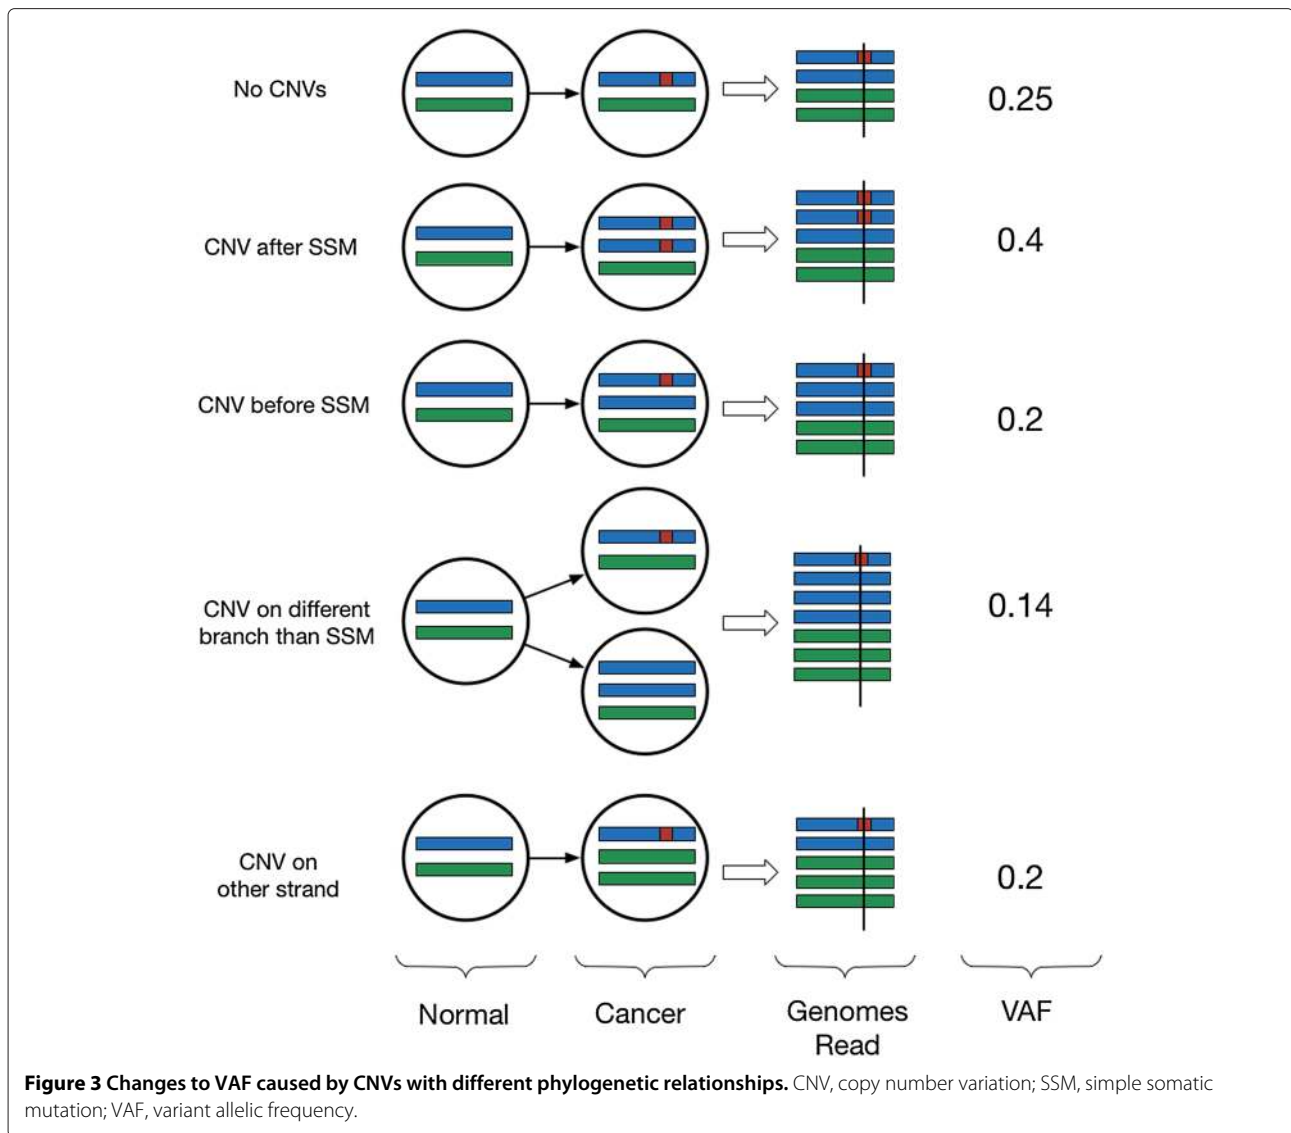 No CNVs
0.25
CNV after SSM
0.4
CNV before SSM
0.2
CNV on different
branch than SSM
0.14
CNV on
other strand
0.2
Normal
Cancer
Genomes
Read
VAF
Figure 3 Changes to VAF caused by CNVs with different phylogenetic relationships. CNV, copy number variation; SSM, simple somatic
mutation; VAF, variant allelic frequency.